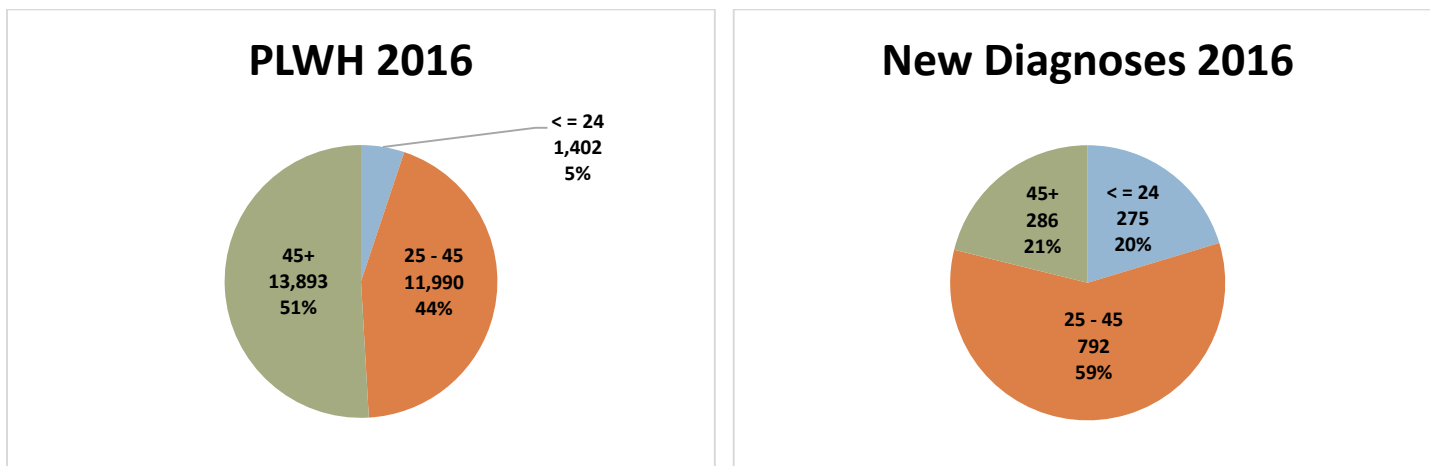 PLWH 2016
< = 24
1,402
5%
45+
13,893
51%
25 - 45
11,990
44%
New Diagnoses 2016
45+
286
21%
< = 24
275
20%
25 - 45
792
59%